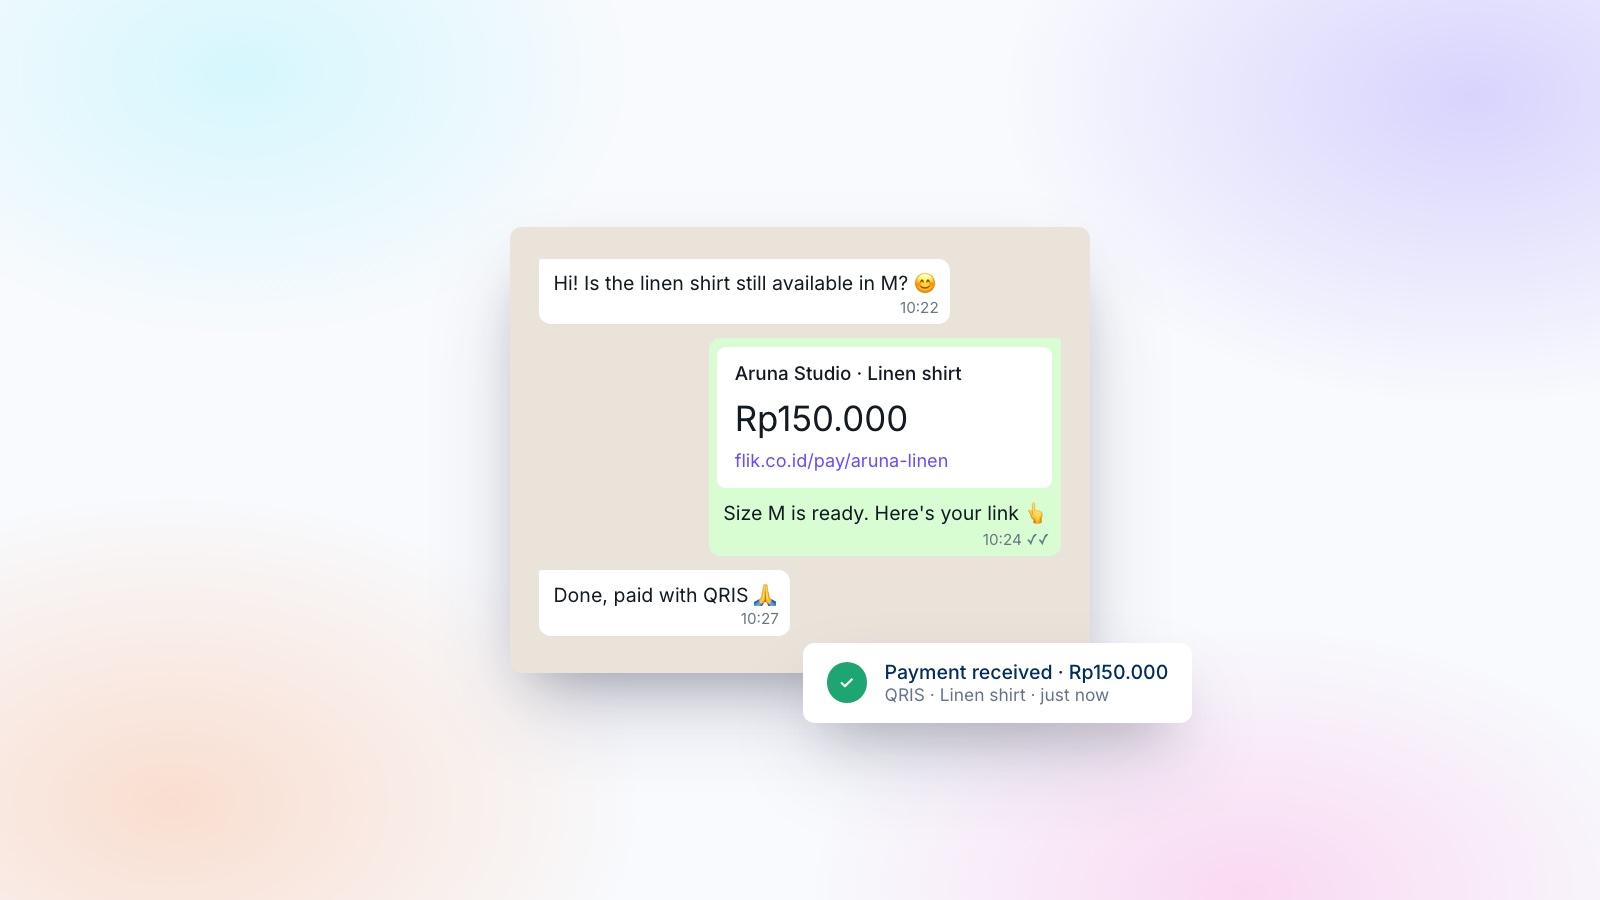 Hi! Is the linen shirt still available in M? 😊
10:22
Aruna Studio · Linen shirt
Rp150.000
flik.co.id/pay/aruna-linen
Size M is ready. Here's your link 👆
10:24 ✓✓
Done, paid with QRIS 🙏
10:27
Payment received · Rp150.000
QRIS · Linen shirt · just now